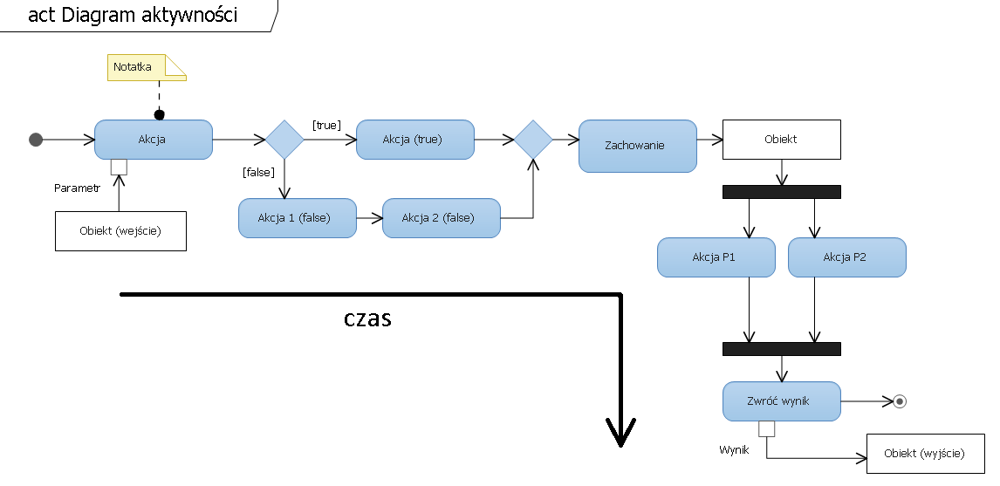 act Diagram aktywności
Notatka
Akcja
[true]
Akcja (true)
Zachowanie
Obiekt
[false]
Parametr
Akcja 1 (false)
Akcja 2 (false)
Obiekt (wejście)
Akcja P1
Akcja P2
czas
Zwróć wynik
Wynik
Obiekt (wyjście)